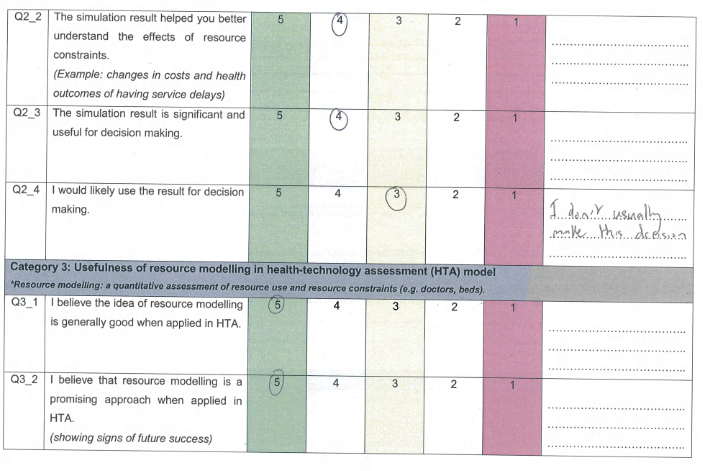 Q2_2 The simulation result helped you better 5 4 3 2 1
understand the effects of resource
constraints.
(Example: changes in costs and health
outcomes of having service delays)
Q2_3 The simulation result is significant and 5 4 3 2 1
useful for decision making.
Q2_4 I would likely use the result for decision 5 4 3 2 1
making.
I don't usually
make this decision
Category 3: Usefulness of resource modelling in health-technology assessment (HTA) model
*Resource modelling: a quantitative assessment of resource use and resource constraints (e.g. doctors, beds).
Q3_1 I believe the idea of resource modelling 5 4 3 2 1
is generally good when applied in HTA.
Q3_2 I believe that resource modelling is a 5 4 3 2 1
promising approach when applied in
HTA.
(showing signs of future success)